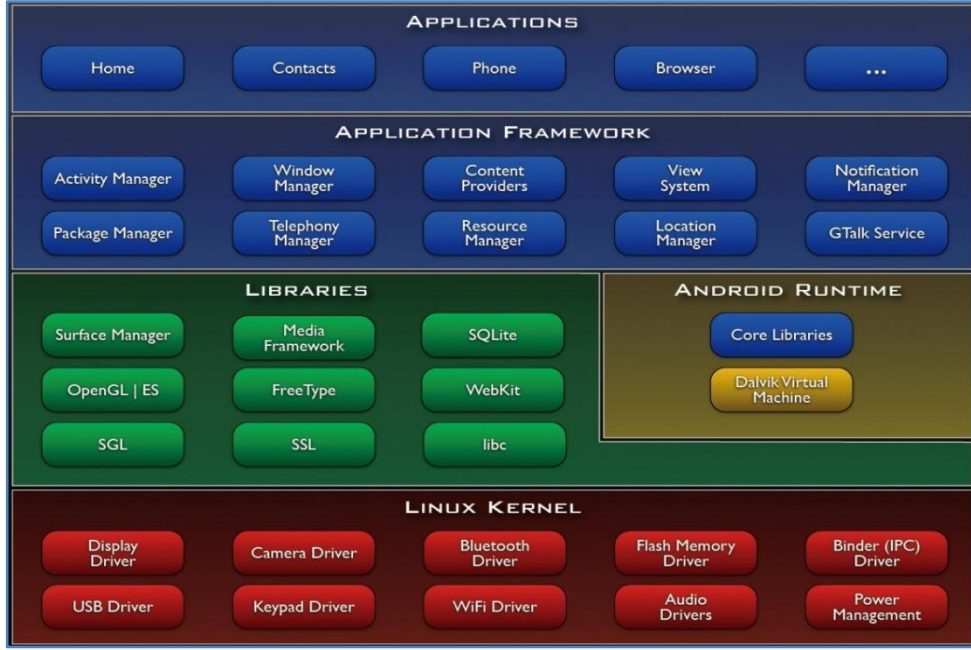 APPLICATIONS
Home
Contacts
Phone
Browser
...
APPLICATION FRAMEWORK
Activity Manager
Window
Manager
Content
Providers
View
System
Notification
Manager
Package Manager
Telephony
Manager
Resource
Manager
Location
Manager
GTalk Service
LIBRARIES
Surface Manager
Media
Framework
SQLite
OpenGL | ES
FreeType
WebKit
SGL
SSL
libc
ANDROID RUNTIME
Core Libraries
Dalvik Virtual
Machine
LINUX KERNEL
Display
Driver
Camera Driver
Bluetooth
Driver
Flash Memory
Driver
Binder (IPC)
Driver
USB Driver
Keypad Driver
WiFi Driver
Audio
Drivers
Power
Management